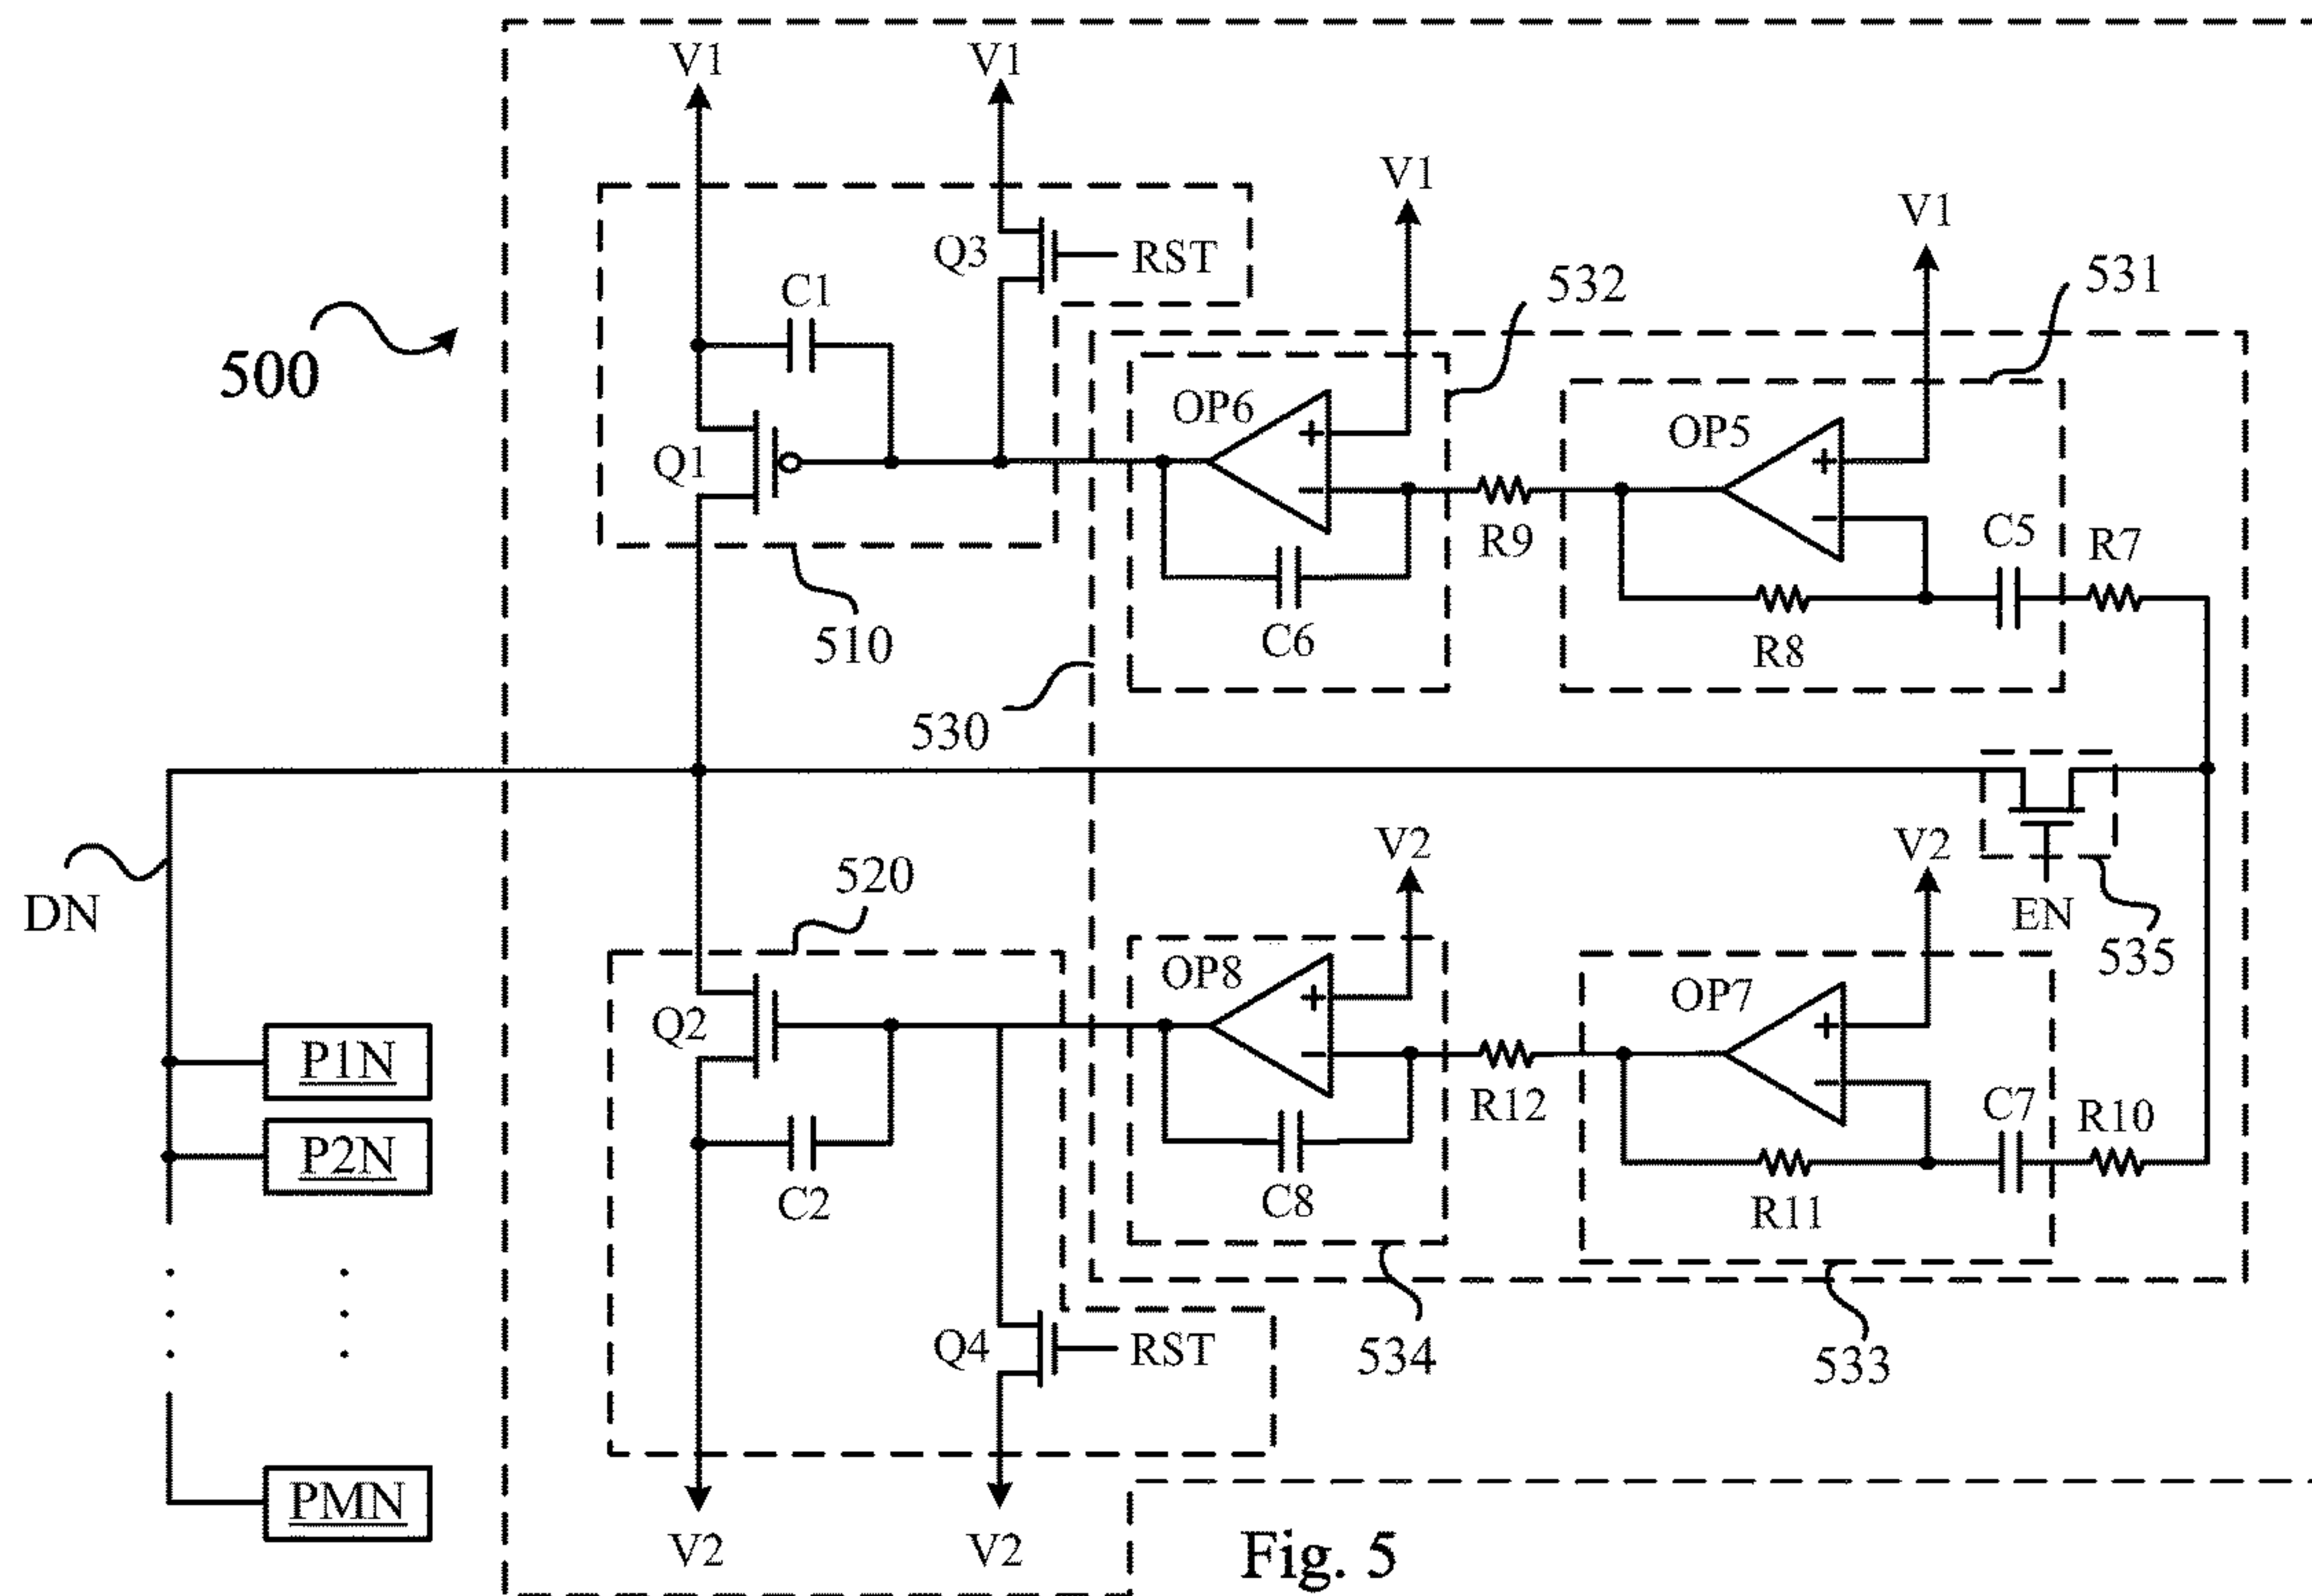 V1
V1
V1
V1
Q3
RST
532
531
C1
500
OP6
OP5
Q1
R9
C5
R7
510
C6
R8
530
V2
V2
520
DN
EN
535
OP8
OP7
Q2
P1N
R12
C7
R10
P2N
C2
C8
R11
Q4
RST
534
533
PMN
V2
V2
Fig. 5